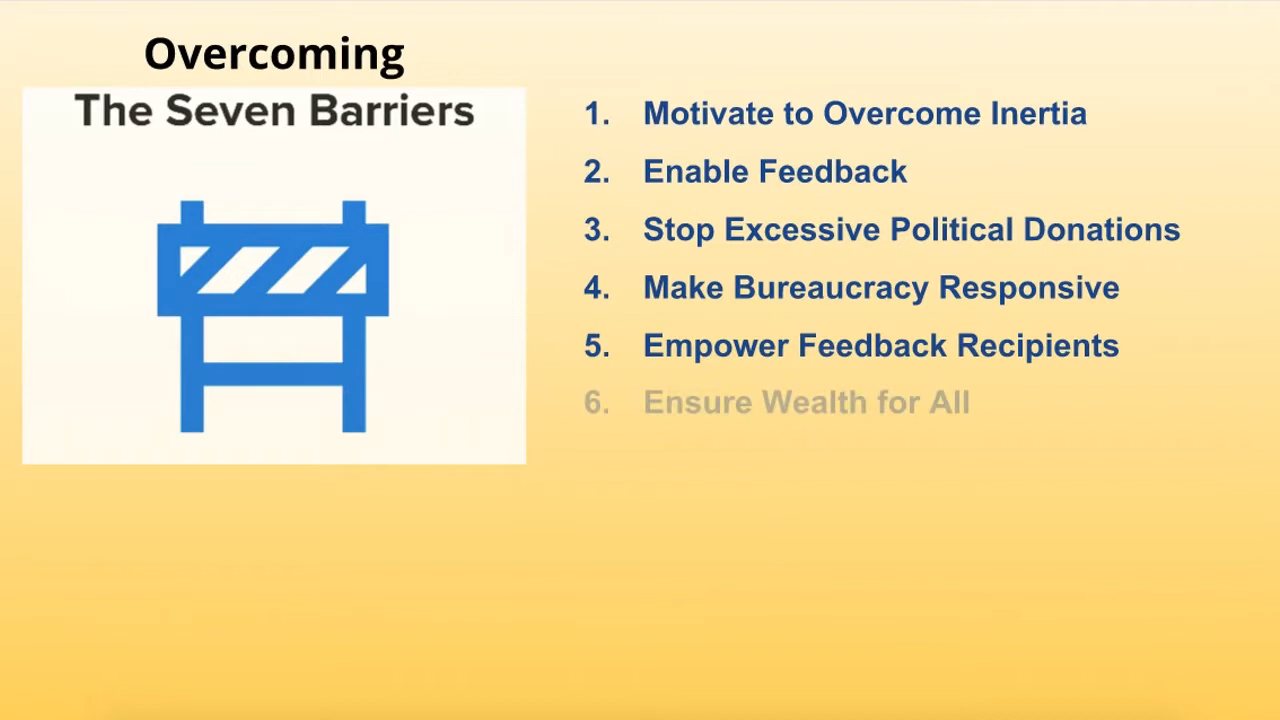 Overcoming
The Seven Barriers
1. Motivate to Overcome Inertia
2. Enable Feedback
3. Stop Excessive Political Donations
4. Make Bureaucracy Responsive
5. Empower Feedback Recipients
6. Ensure Wealth for All